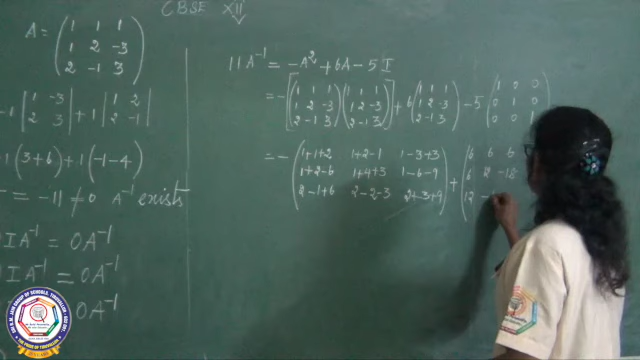 CBSE XII
A = ( 1 1 1
1 2 -3
2 -1 3 )
-1 | 1 -3 | + 1 | 1 2 |
| 2 3 | | 2 -1 |
+1(3+6) + 1(-1-4)
= -11 ≠ 0 A⁻¹ exists
IA⁻¹ = 0A⁻¹
IA⁻¹ = 0A⁻¹
0A⁻¹
11A⁻¹ = -A² + 6A - 5I
= -[ ( 1 1 1 ) ( 1 1 1 ) ] + 6 ( 1 1 1 ) - 5 ( 1 0 0 )
( 1 2 -3 ) ( 1 2 -3 ) ( 1 2 -3 ) ( 0 1 0 )
( 2 -1 3 ) ( 2 -1 3 ) ( 2 -1 3 ) ( 0 0 1
= - ( 1+1+2 1+2-1 1-3+3 ) + ( 6 6 6
( 1+2-6 1+4+3 1-6-9 ) ( 6 12 -18
( 2-1+6 2-2-3 2+3+9 ) ( 12 -